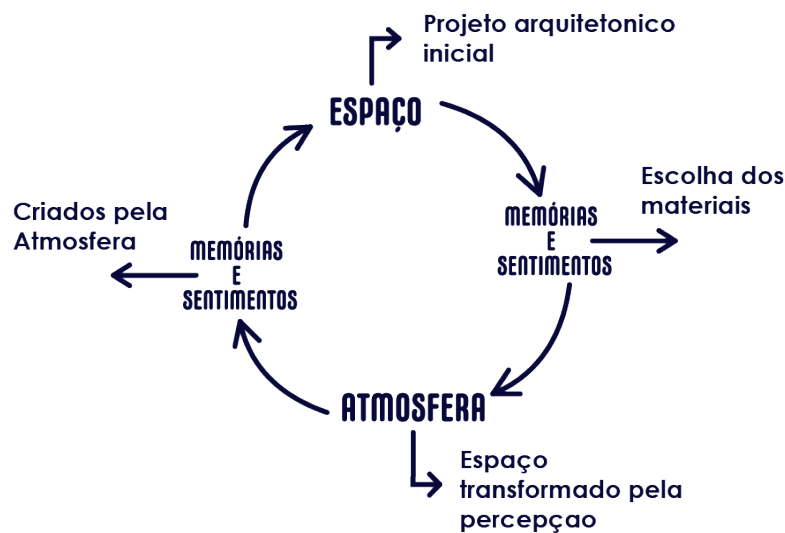 Projeto arquitetonico
inicial
ESPAÇO
Escolha dos
materiais
MEMÓRIAS
E
SENTIMENTOS
Criados pela
Atmosfera
MEMÓRIAS
E
SENTIMENTOS
ATMOSFERA
Espaço
transformado pela
percepçao